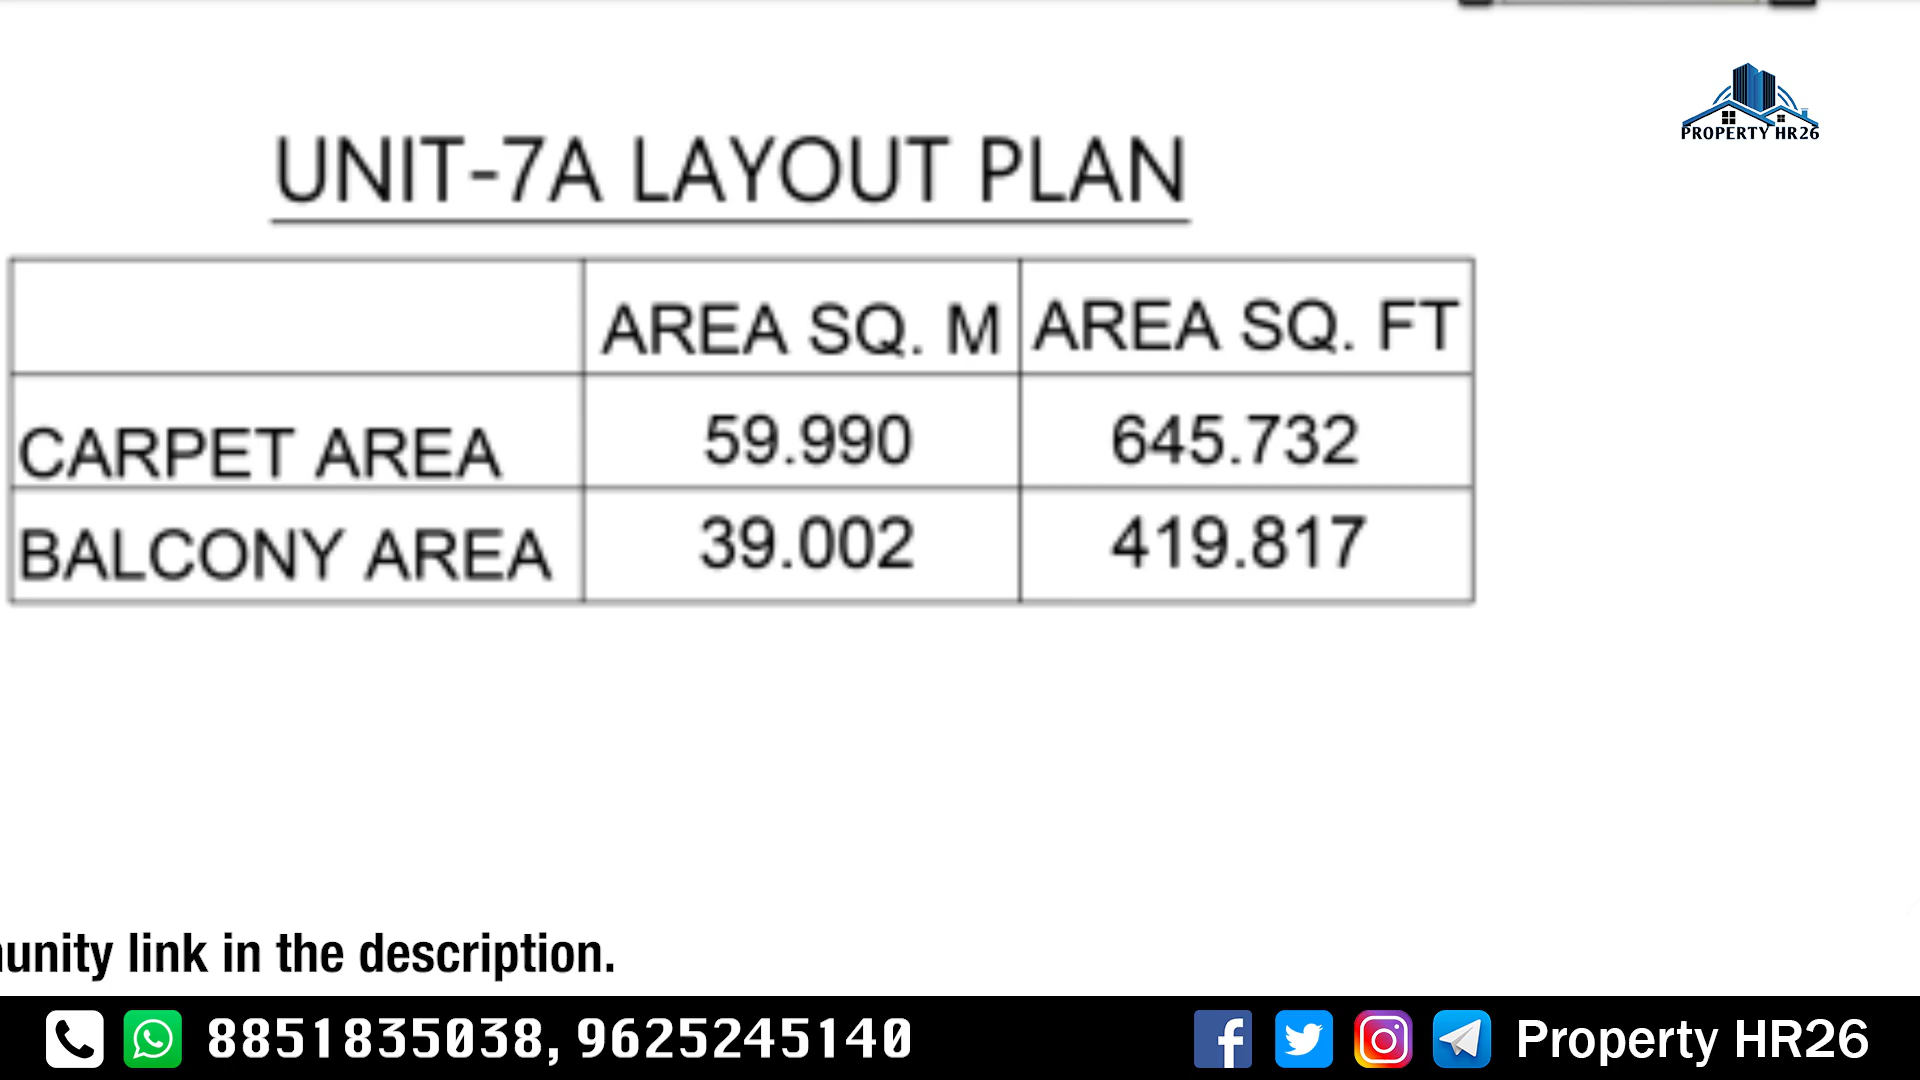 PROPERTY HR26
UNIT-7A LAYOUT PLAN
AREA SQ. M AREA SQ. FT
CARPET AREA 59.990 645.732
BALCONY AREA 39.002 419.817
link in the description.
8851835038, 9625245140 Property HR26